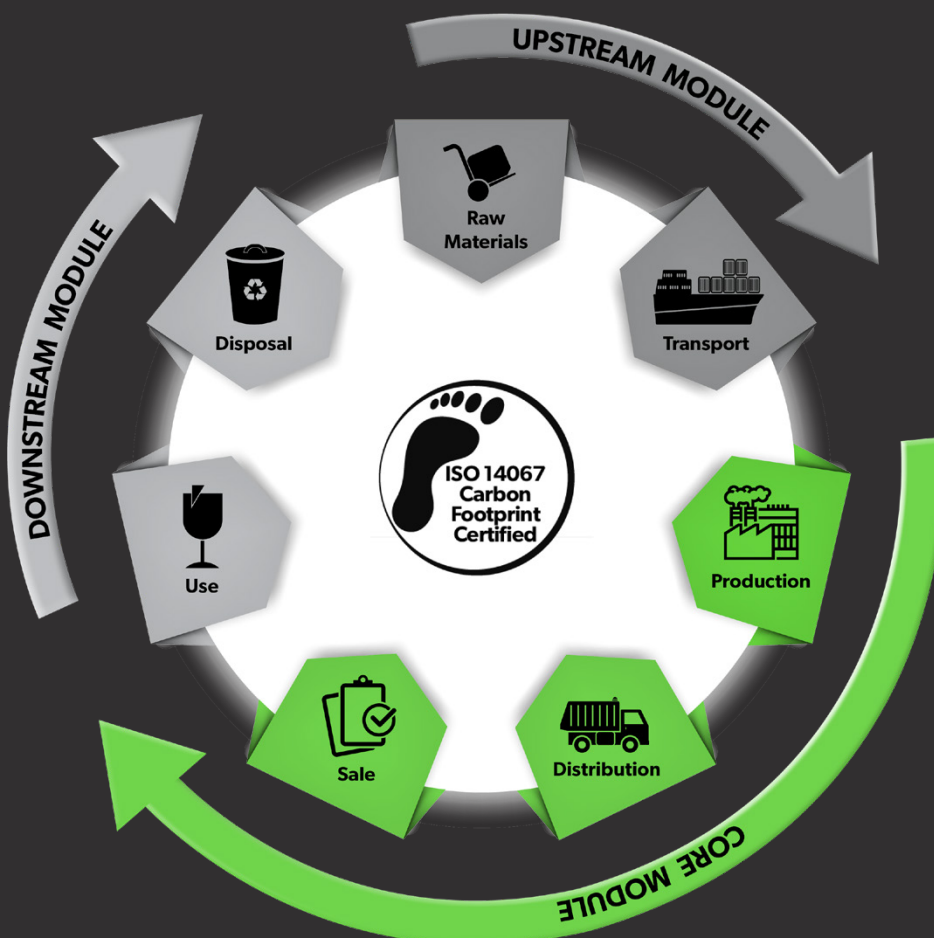 UPSTREAM MODULE
Raw
Materials
Transport
Production
Distribution
Sale
Use
Disposal
DOWNSTREAM MODULE
CORE MODULE
ISO 14067
Carbon
Footprint
Certified